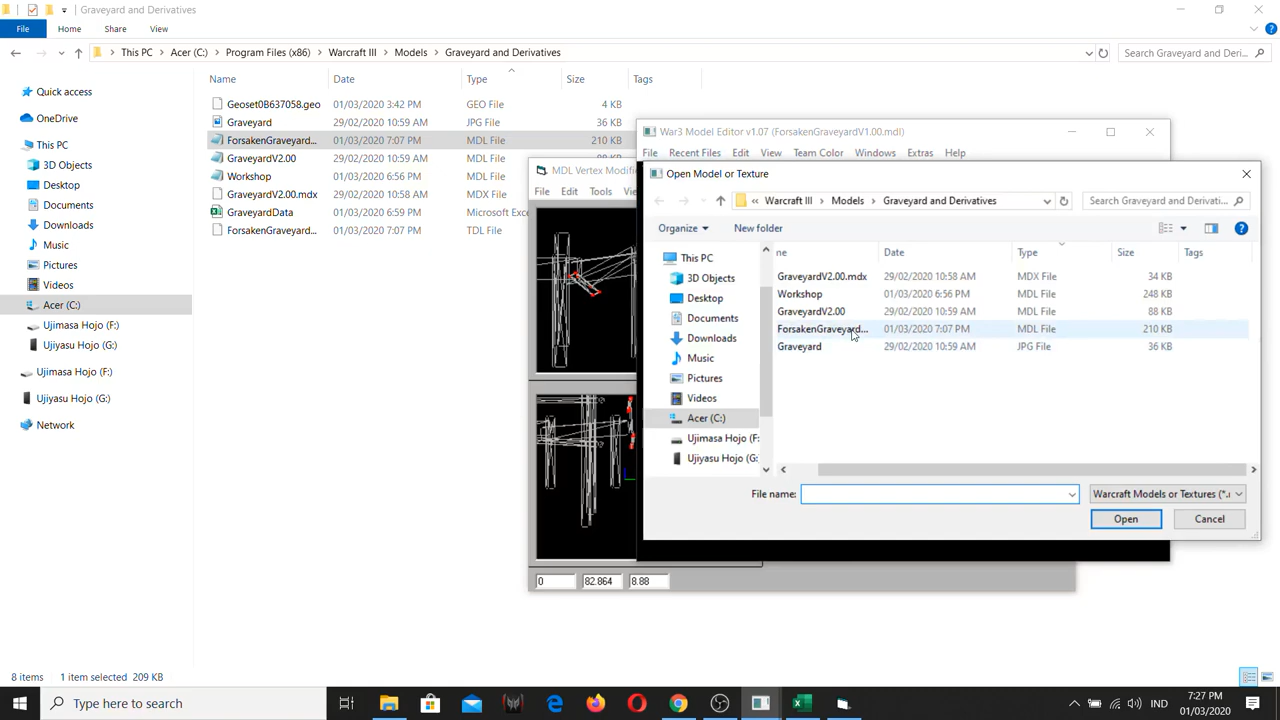 Graveyard and Derivatives
File Home Share View
This PC Acer (C:) Program Files (x86) Warcraft III Models Graveyard and Derivatives
Search Graveyard and Deri...
Name Date Type Size Tags
Quick access
OneDrive
This PC
3D Objects
Desktop
Documents
Downloads
Music
Pictures
Videos
Acer (C:)
Ujimasa Hojo (F:)
Ujiyasu Hojo (G:)
Ujimasa Hojo (F:)
Ujiyasu Hojo (G:)
Network
Geoset0B637058.geo 01/03/2020 3:42 PM GEO File 4 KB
Graveyard 29/02/2020 10:59 AM JPG File 36 KB
ForsakenGraveyard... 01/03/2020 7:07 PM MDL File 210 KB
GraveyardV2.00 29/02/2020 10:59 AM MDL File
Workshop 01/03/2020 6:56 PM MDL File
GraveyardV2.00.mdx 29/02/2020 10:58 AM MDX File
GraveyardData 01/03/2020 6:59 PM Microsoft Exce
ForsakenGraveyard... 01/03/2020 7:07 PM TDL File
MDL Vertex Modifi
File Edit Tools
0 82.864 8.88
War3 Model Editor v1.07 (ForsakenGraveyardV1.00.mdl)
File Recent Files Edit View Team Color Windows Extras Help
Open Model or Texture
Warcraft III Models Graveyard and Derivatives
Search Graveyard and Derivati...
Organize New folder
This PC
3D Objects
Desktop
Documents
Downloads
Music
Pictures
Videos
Acer (C:)
Ujimasa Hojo (F:
Ujiyasu Hojo (G:
ne Date Type Size Tags
GraveyardV2.00.mdx 29/02/2020 10:58 AM MDX File 34 KB
Workshop 01/03/2020 6:56 PM MDL File 248 KB
GraveyardV2.00 29/02/2020 10:59 AM MDL File 88 KB
ForsakenGraveyard... 01/03/2020 7:07 PM MDL File 210 KB
Graveyard 29/02/2020 10:59 AM JPG File 36 KB
File name:
Warcraft Models or Textures (*.
Open Cancel
8 items 1 item selected 209 KB
Type here to search
IND
7:27 PM
01/03/2020